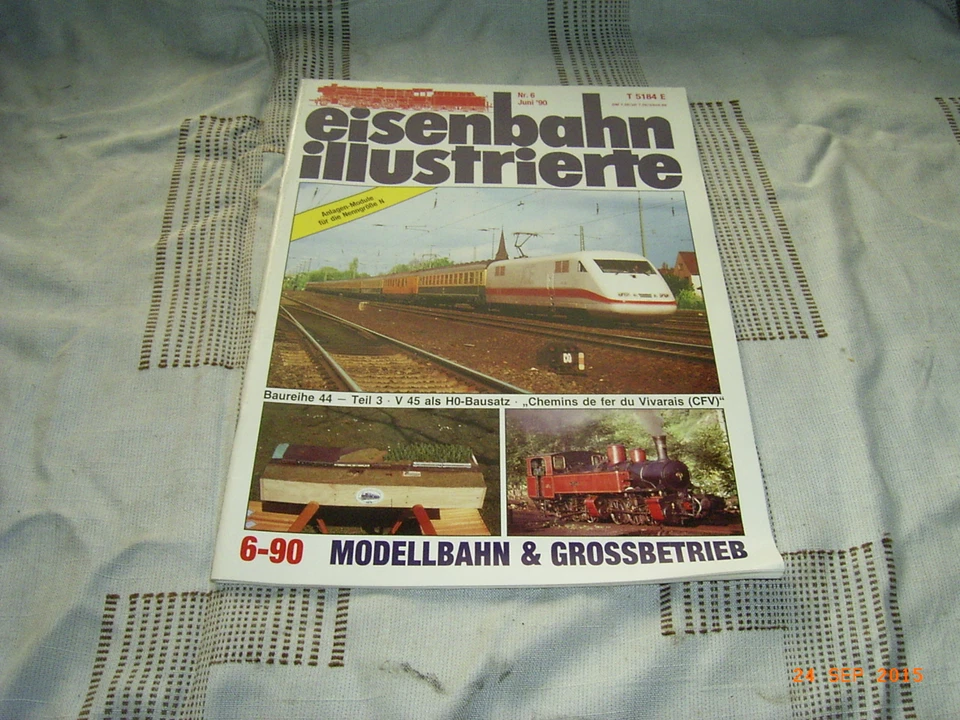 Nr. 6
Juni '90
T 5184 E
eisenbahn
illustrierte
Anlagen-Module
für die Nenngröße N
Baureihe 44 – Teil 3 · V 45 als H0-Bausatz · „Chemins de fer du Vivarais (CFV)"
6-90 MODELLBAHN & GROSSBETRIEB
24 SEP 2015